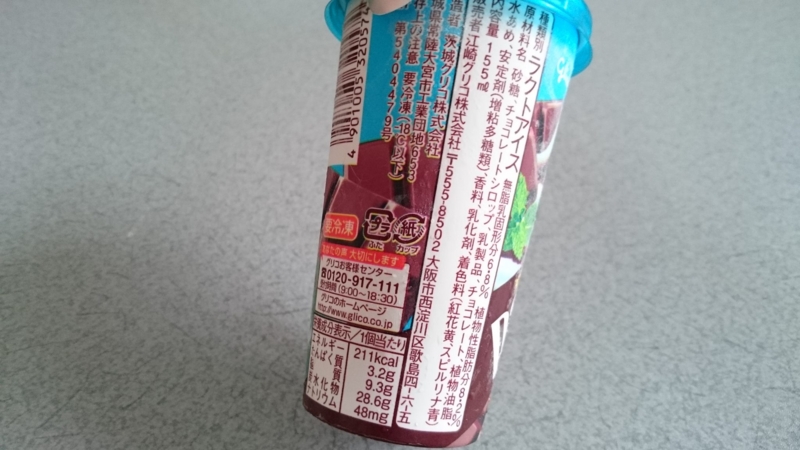 種類別 ラクトアイス 無脂乳固形分6.8% 植物性脂肪分8.2%
原材料名 砂糖、チョコレートシロップ、乳製品、チョコレート、植物油脂、
水あめ、安定剤(増粘多糖類)、香料、乳化剤、着色料(紅花黄、スピルリナ青)
内容量 155ml
販売者 江崎グリコ株式会社 〒555-8502 大阪市西淀川区歌島四-六-五
造者 茨城グリコ株式会社
城県常陸大宮市工業団地653
存上の注意 要冷凍(-18℃以下)
第5404479号
4901005 32057
要冷凍
プラ ふた
紙 カップ
お客様の声 大切にします
グリコお客様センター
☎0120-917-111
受付時間(9:00〜18:30)
グリコのホームページ
http://www.glico.co.jp
栄養成分表示/1個当たり
エネルギー 211kcal
たんぱく質 3.2g
脂質 9.3g
炭水化物 28.6g
ナトリウム 48mg